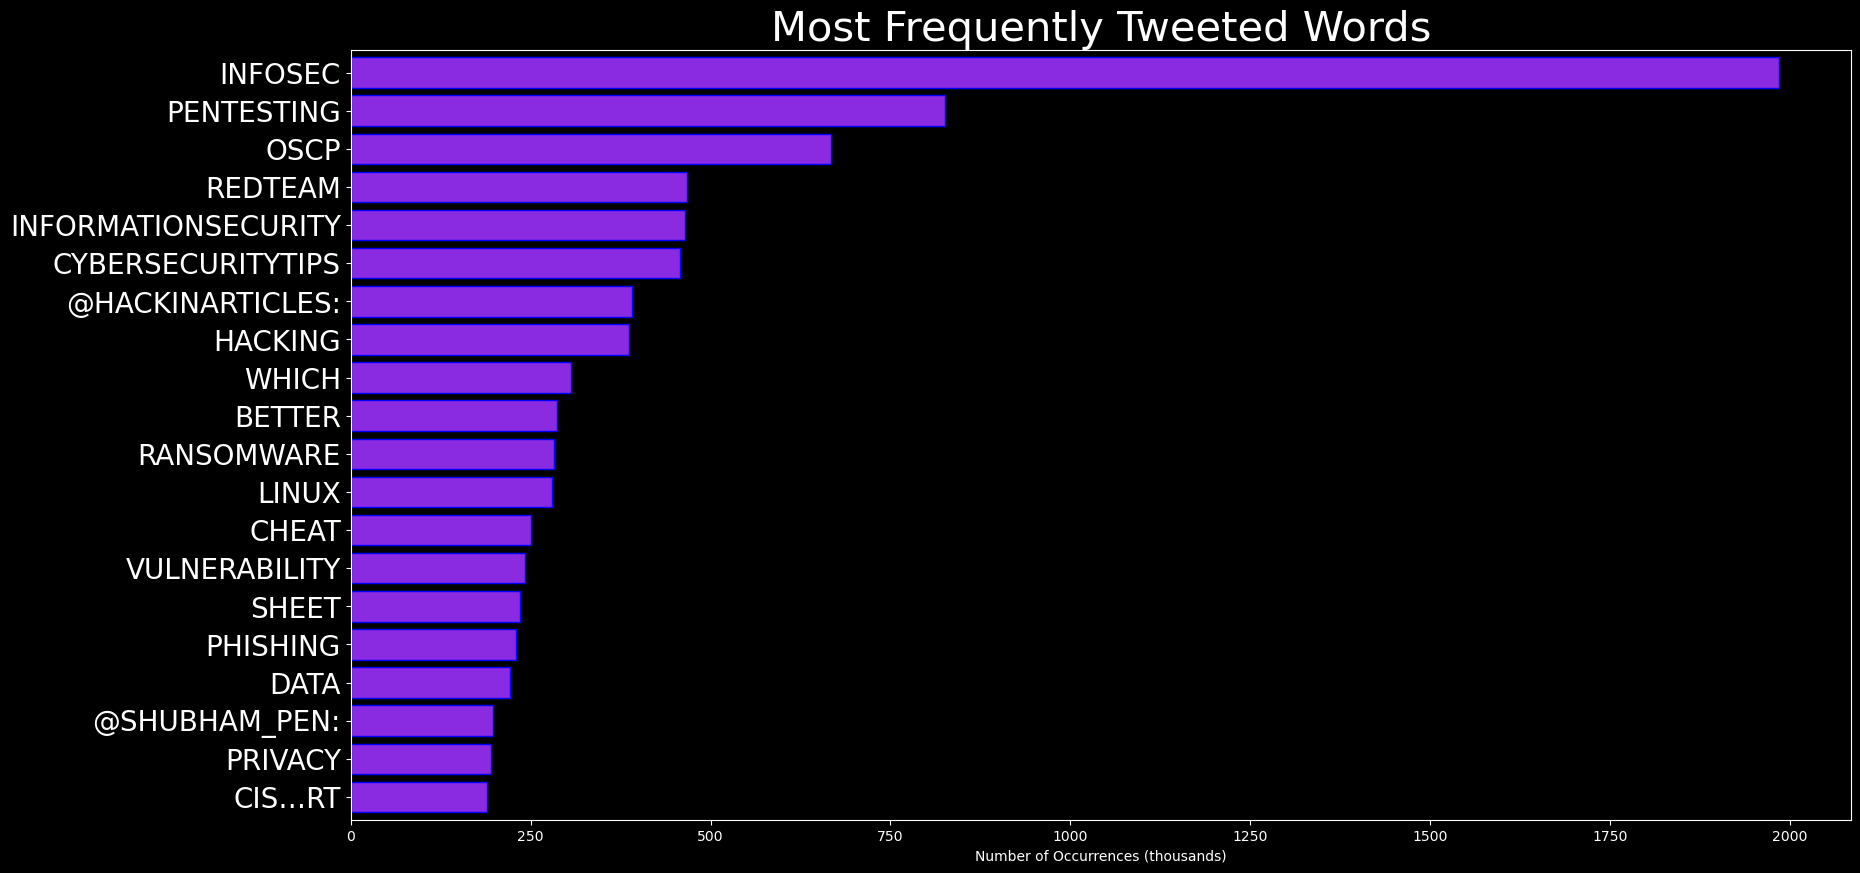 Most Frequently Tweeted Words
INFOSEC
PENTESTING
OSCP
REDTEAM
INFORMATIONSECURITY
CYBERSECURITYTIPS
@HACKINARTICLES:
HACKING
WHICH
BETTER
RANSOMWARE
LINUX
CHEAT
VULNERABILITY
SHEET
PHISHING
DATA
@SHUBHAM_PEN:
PRIVACY
CIS…RT
0 250 500 750 1000 1250 1500 1750 2000
Number of Occurrences (thousands)